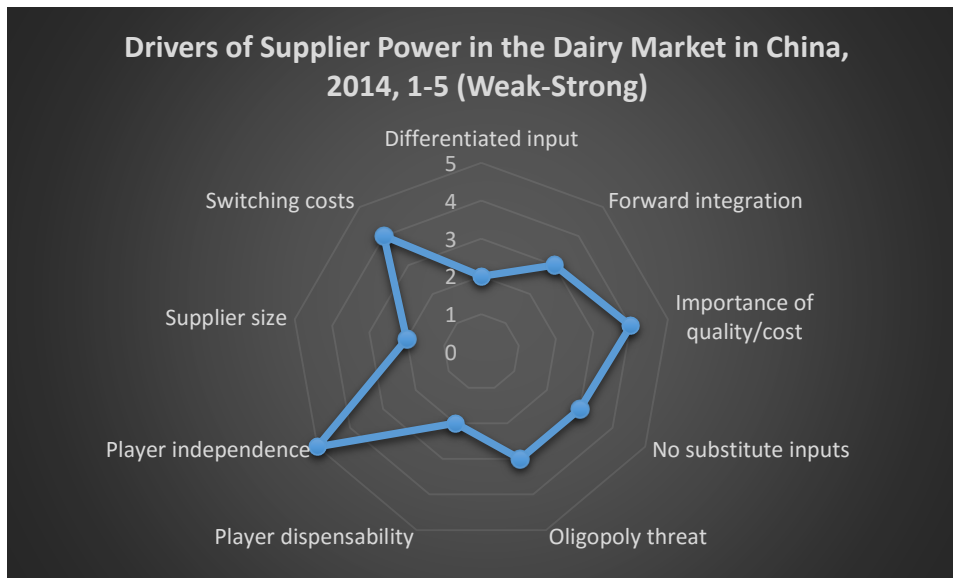 Drivers of Supplier Power in the Dairy Market in China,
2014, 1-5 (Weak-Strong)
Differentiated input
5
Switching costs
Forward integration
4
3
2
Supplier size
Importance of
quality/cost
1
0
Player independence
No substitute inputs
Player dispensability
Oligopoly threat